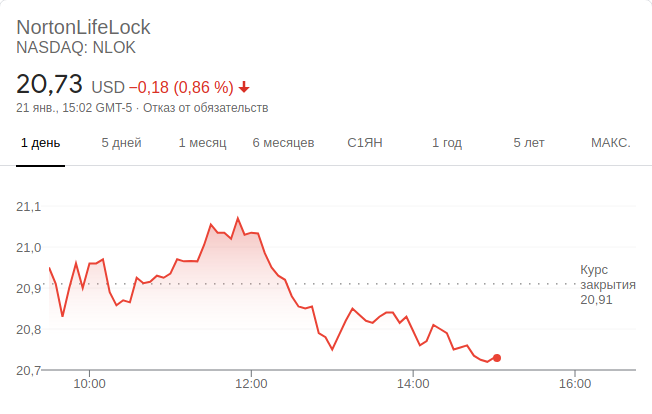 NortonLifeLock
NASDAQ: NLOK
20,73 USD −0,18 (0,86 %)
21 янв., 15:02 GMT-5 · Отказ от обязательств
1 день 5 дней 1 месяц 6 месяцев С1ЯН 1 год 5 лет МАКС.
21,1
21,0
20,9
20,8
20,7
Курс
закрытия
20,91
10:00 12:00 14:00 16:00